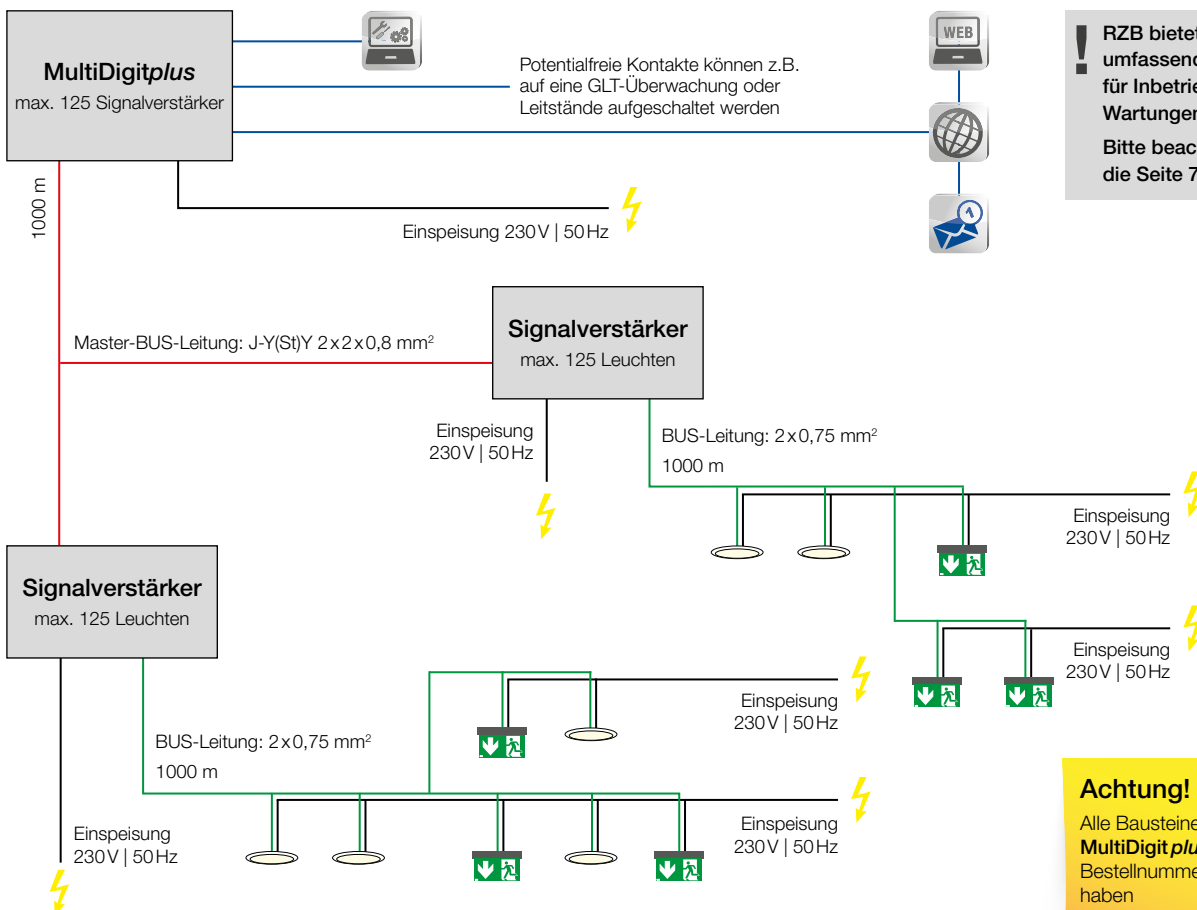 MultiDigitplus
max. 125 Signalverstärker
Potentialfreie Kontakte können z.B.
auf eine GLT-Überwachung oder
Leitstände aufgeschaltet werden
WEB
1
! RZB bietet
umfassend
für Inbetrie
Wartungen
Bitte beac
die Seite 7
1000 m
Einspeisung 230 V | 50 Hz
Master-BUS-Leitung: J-Y(St)Y 2 x 2 x 0,8 mm²
Signalverstärker
max. 125 Leuchten
Einspeisung
230 V | 50 Hz
BUS-Leitung: 2 x 0,75 mm²
1000 m
Einspeisung
230 V | 50 Hz
Einspeisung
230 V | 50 Hz
Signalverstärker
max. 125 Leuchten
Einspeisung
230 V | 50 Hz
BUS-Leitung: 2 x 0,75 mm²
1000 m
Einspeisung
230 V | 50 Hz
Einspeisung
230 V | 50 Hz
Achtung!
Alle Bausteine
MultiDigit plu
Bestellnumme
haben